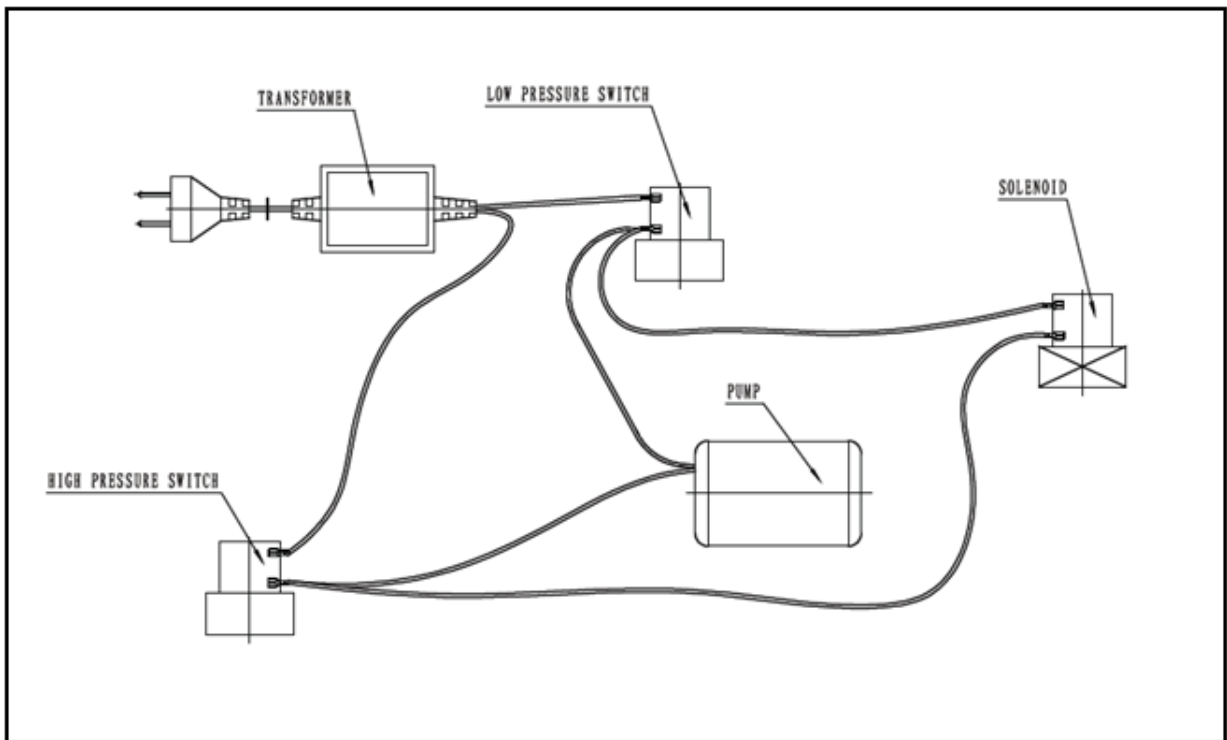 TRANSFORMER
LOW PRESSURE SWITCH
SOLENOID
PUMP
HIGH PRESSURE SWITCH